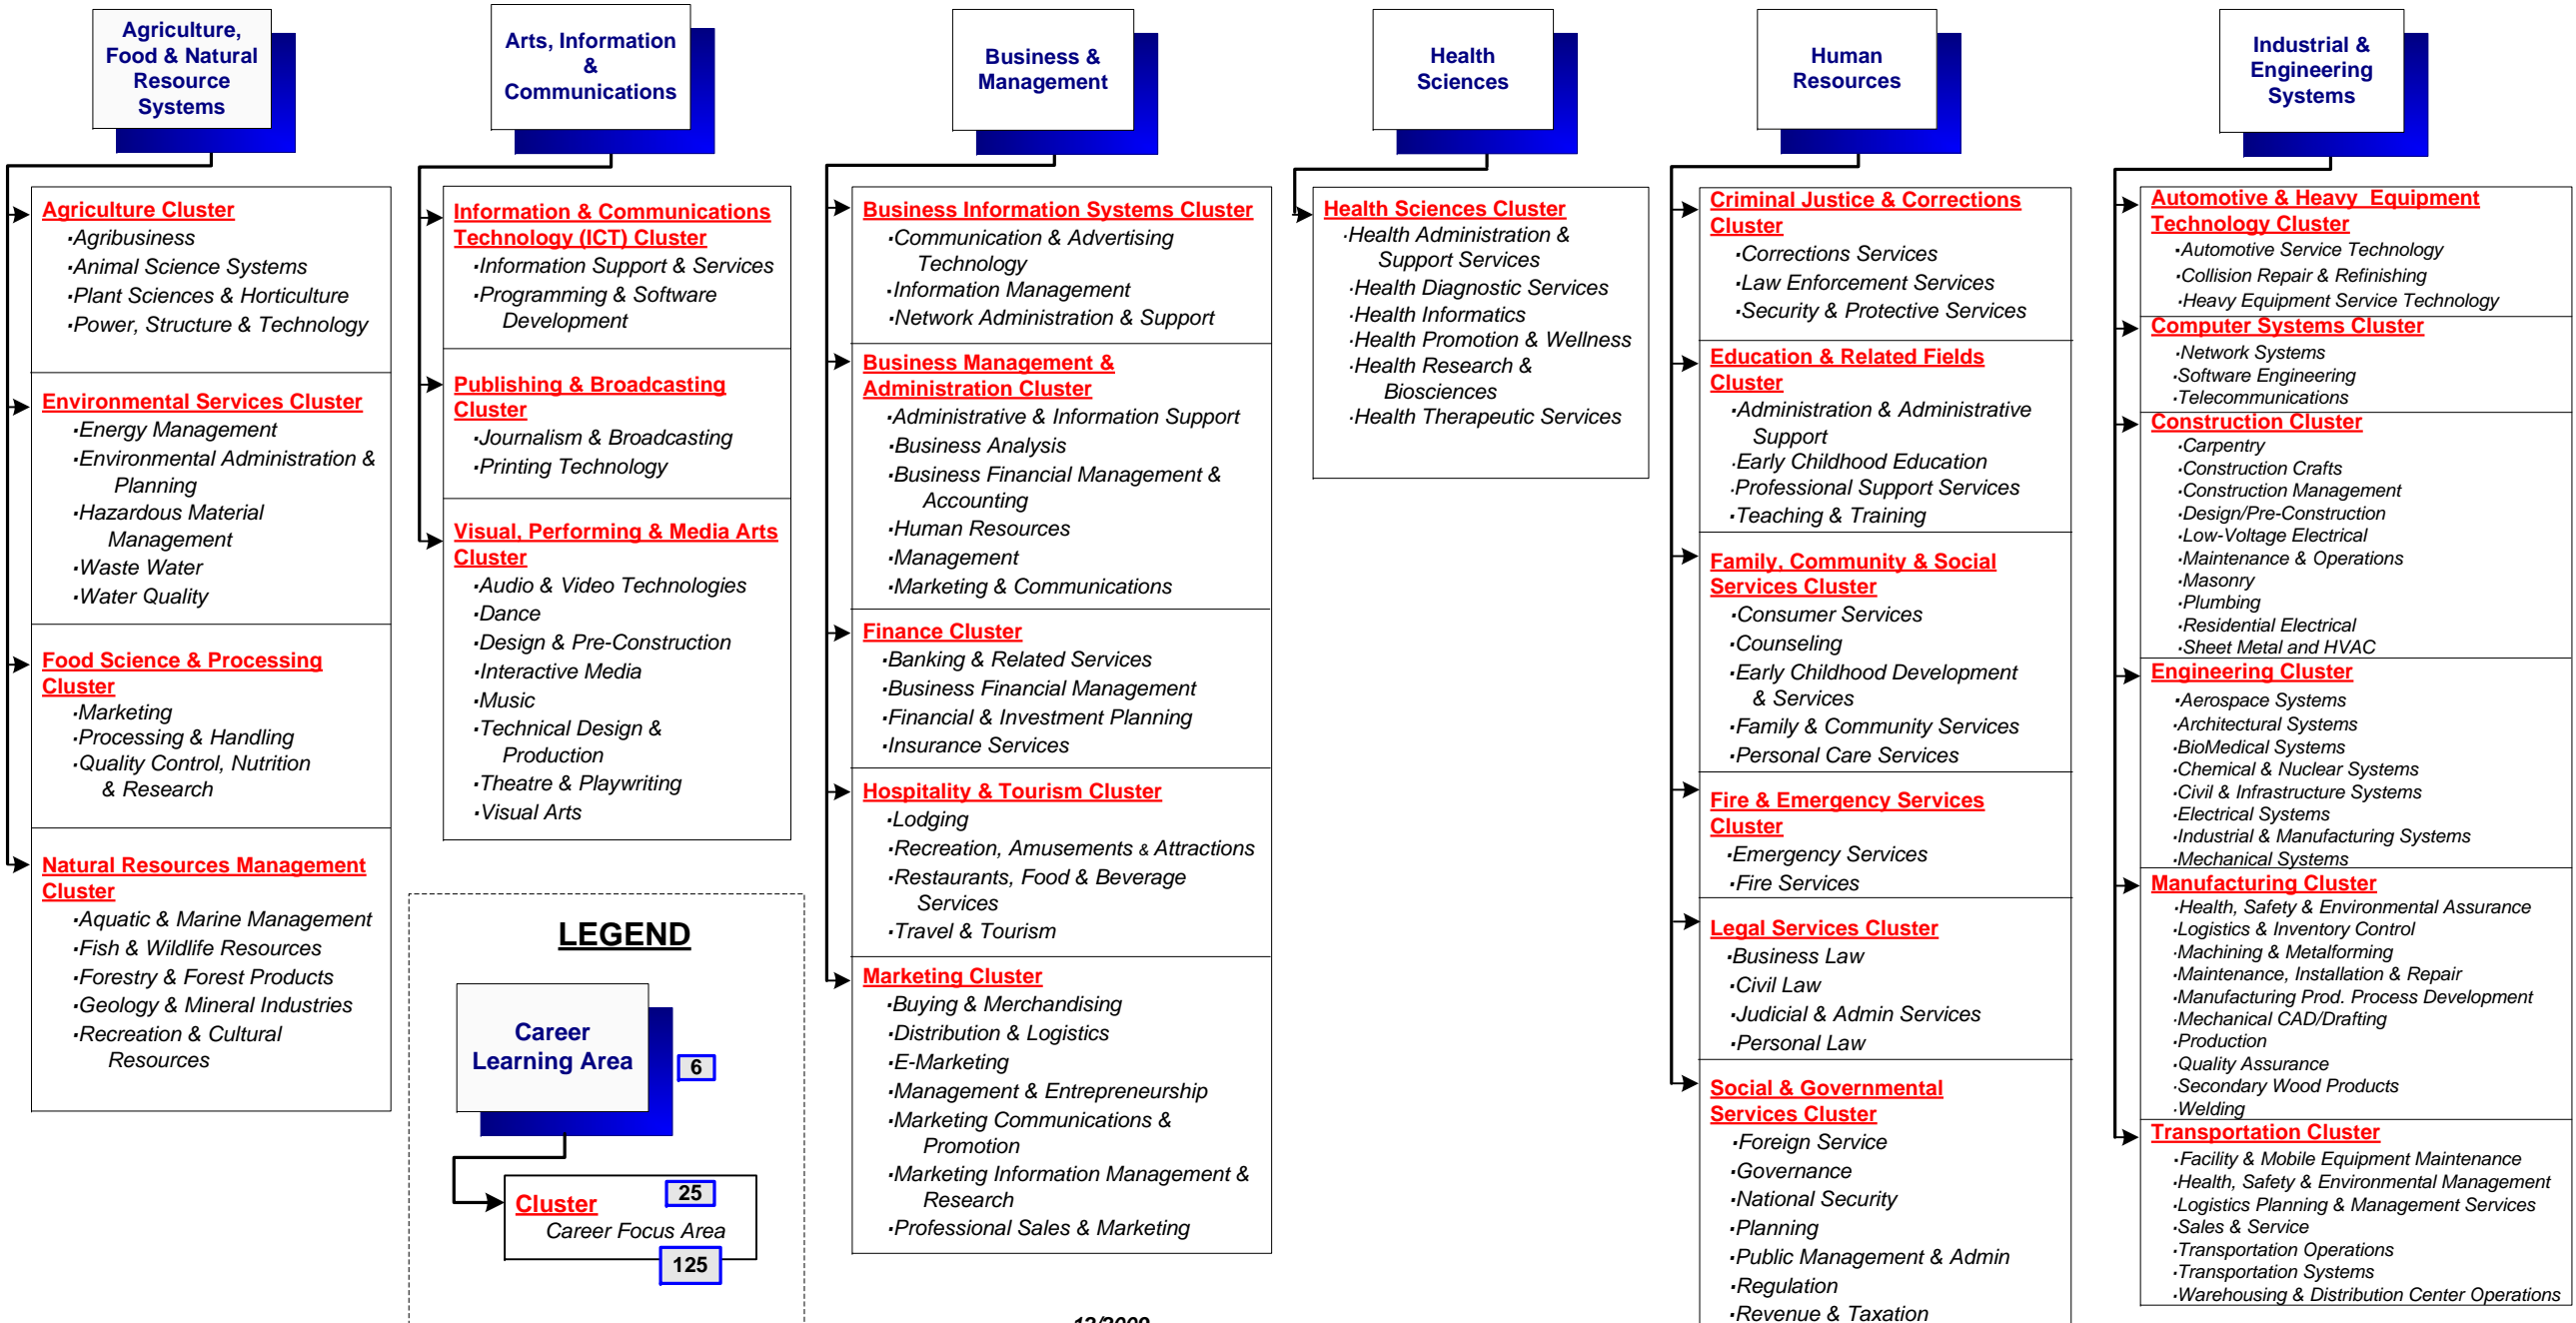 Agriculture,
Food & Natural
Resource
Systems
Agriculture Cluster
·Agribusiness
·Animal Science Systems
·Plant Sciences & Horticulture
·Power, Structure & Technology
Environmental Services Cluster
·Energy Management
·Environmental Administration &
Planning
·Hazardous Material
Management
·Waste Water
·Water Quality
Food Science & Processing
Cluster
·Marketing
·Processing & Handling
·Quality Control, Nutrition
& Research
Natural Resources Management
Cluster
·Aquatic & Marine Management
·Fish & Wildlife Resources
·Forestry & Forest Products
·Geology & Mineral Industries
·Recreation & Cultural
Resources
Arts, Information
&
Communications
Information & Communications
Technology (ICT) Cluster
·Information Support & Services
·Programming & Software
Development
Publishing & Broadcasting
Cluster
·Journalism & Broadcasting
·Printing Technology
Visual, Performing & Media Arts
Cluster
·Audio & Video Technologies
·Dance
·Design & Pre-Construction
·Interactive Media
·Music
·Technical Design &
Production
·Theatre & Playwriting
·Visual Arts
LEGEND
Career
Learning Area
6
Cluster
25
Career Focus Area
125
Business &
Management
Business Information Systems Cluster
·Communication & Advertising
Technology
·Information Management
·Network Administration & Support
Business Management &
Administration Cluster
·Administrative & Information Support
·Business Analysis
·Business Financial Management &
Accounting
·Human Resources
·Management
·Marketing & Communications
Finance Cluster
·Banking & Related Services
·Business Financial Management
·Financial & Investment Planning
·Insurance Services
Hospitality & Tourism Cluster
·Lodging
·Recreation, Amusements & Attractions
·Restaurants, Food & Beverage
Services
·Travel & Tourism
Marketing Cluster
·Buying & Merchandising
·Distribution & Logistics
·E-Marketing
·Management & Entrepreneurship
·Marketing Communications &
Promotion
·Marketing Information Management &
Research
·Professional Sales & Marketing
12/2009
Health
Sciences
Health Sciences Cluster
·Health Administration &
Support Services
·Health Diagnostic Services
·Health Informatics
·Health Promotion & Wellness
·Health Research &
Biosciences
·Health Therapeutic Services
Human
Resources
Criminal Justice & Corrections
Cluster
·Corrections Services
·Law Enforcement Services
·Security & Protective Services
Education & Related Fields
Cluster
·Administration & Administrative
Support
·Early Childhood Education
·Professional Support Services
·Teaching & Training
Family, Community & Social
Services Cluster
·Consumer Services
·Counseling
·Early Childhood Development
& Services
·Family & Community Services
·Personal Care Services
Fire & Emergency Services
Cluster
·Emergency Services
·Fire Services
Legal Services Cluster
·Business Law
·Civil Law
·Judicial & Admin Services
·Personal Law
Social & Governmental
Services Cluster
·Foreign Service
·Governance
·National Security
·Planning
·Public Management & Admin
·Regulation
·Revenue & Taxation
Industrial &
Engineering
Systems
Automotive & Heavy Equipment
Technology Cluster
·Automotive Service Technology
·Collision Repair & Refinishing
·Heavy Equipment Service Technology
Computer Systems Cluster
·Network Systems
·Software Engineering
·Telecommunications
Construction Cluster
·Carpentry
·Construction Crafts
·Construction Management
·Design/Pre-Construction
·Low-Voltage Electrical
·Maintenance & Operations
·Masonry
·Plumbing
·Residential Electrical
·Sheet Metal and HVAC
Engineering Cluster
·Aerospace Systems
·Architectural Systems
·BioMedical Systems
·Chemical & Nuclear Systems
·Civil & Infrastructure Systems
·Electrical Systems
·Industrial & Manufacturing Systems
·Mechanical Systems
Manufacturing Cluster
·Health, Safety & Environmental Assurance
·Logistics & Inventory Control
·Machining & Metalforming
·Maintenance, Installation & Repair
·Manufacturing Prod. Process Development
·Mechanical CAD/Drafting
·Production
·Quality Assurance
·Secondary Wood Products
·Welding
Transportation Cluster
·Facility & Mobile Equipment Maintenance
·Health, Safety & Environmental Management
·Logistics Planning & Management Services
·Sales & Service
·Transportation Operations
·Transportation Systems
·Warehousing & Distribution Center Operations